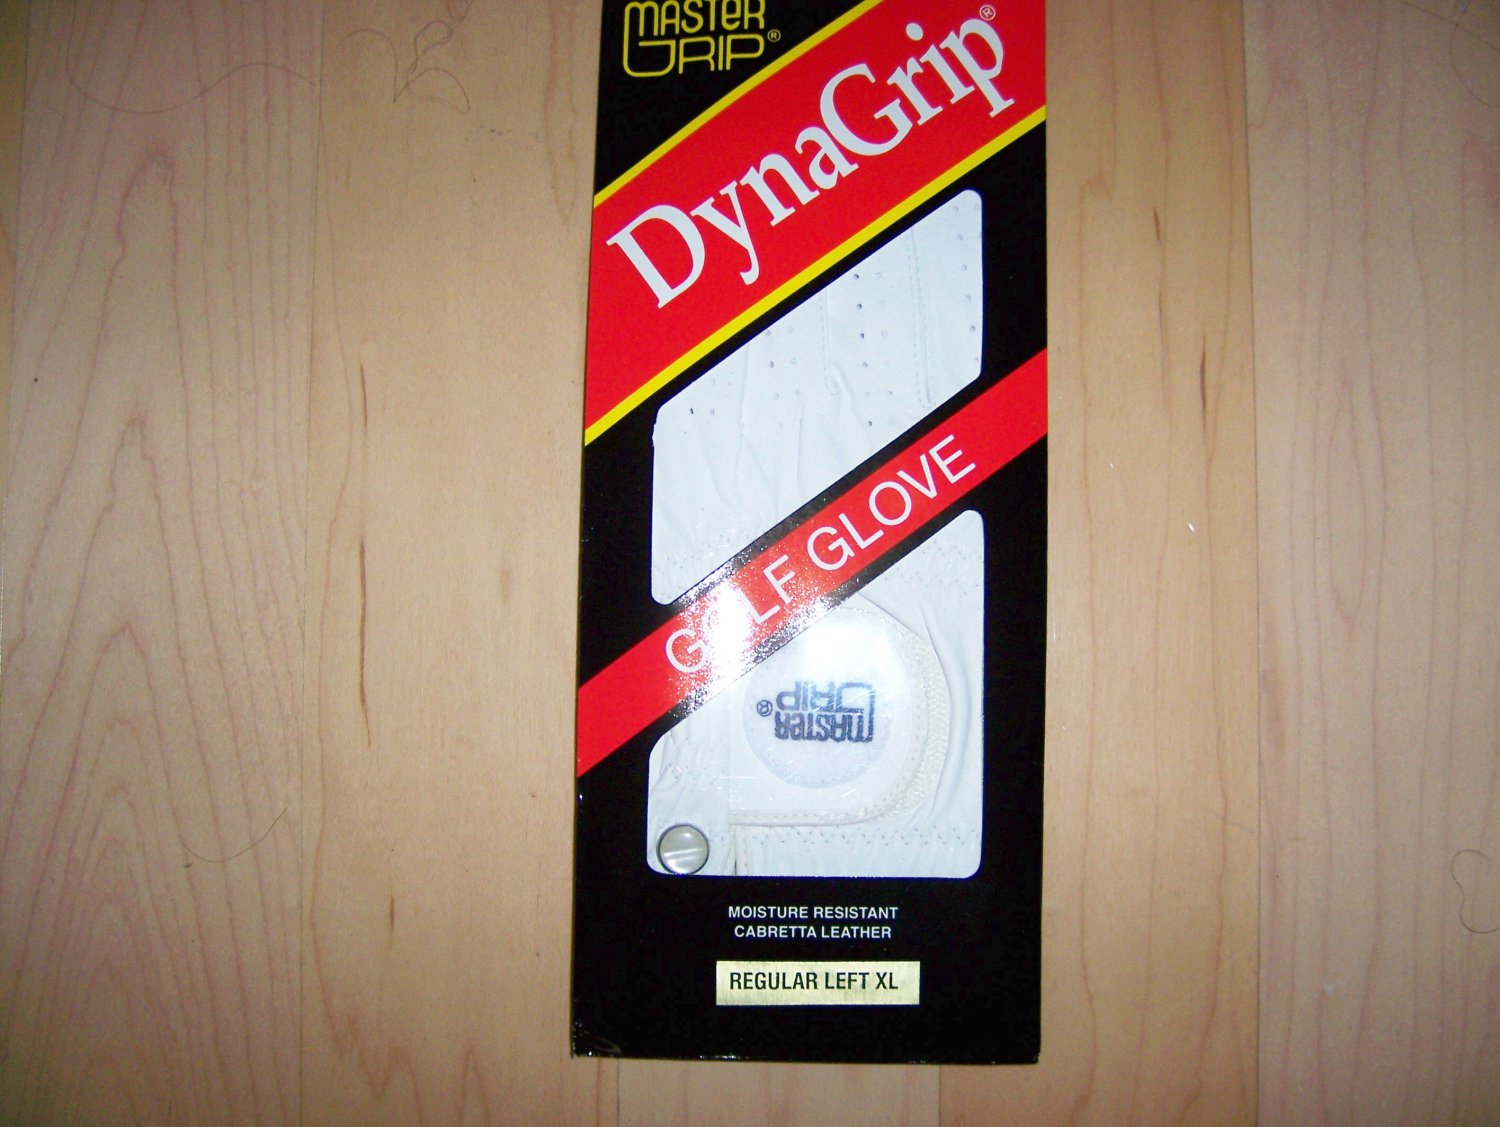 MASTER
GRIP®
DynaGrip®
GOLF GLOVE
MASTER
GRIP®
MOISTURE RESISTANT
CABRETTA LEATHER
REGULAR LEFT XL